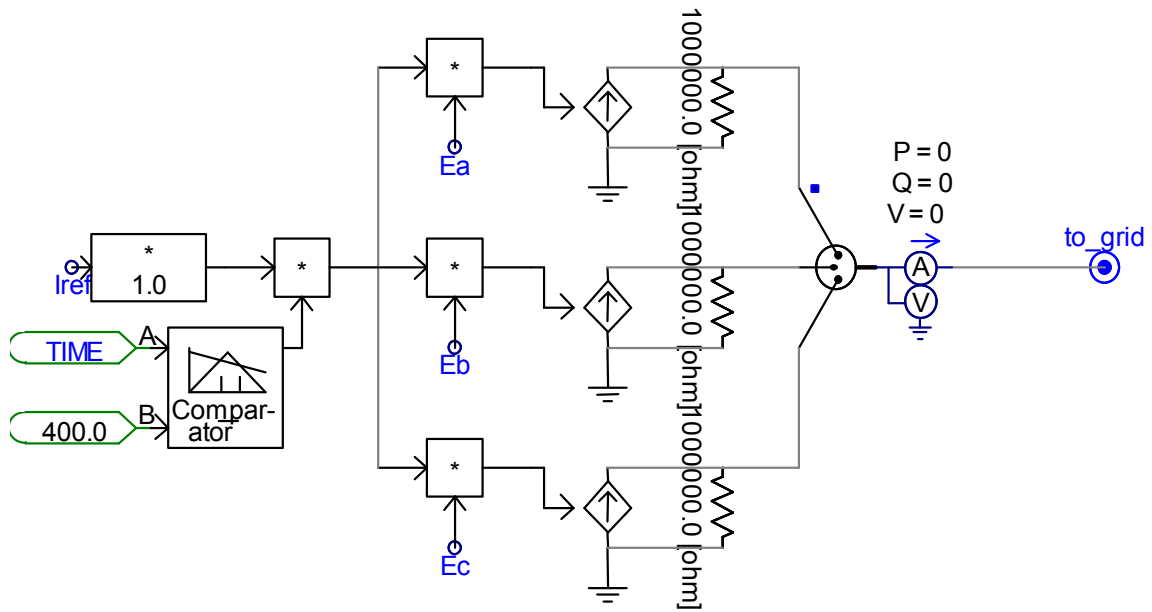 1000000.0 [ohm]
*
Ea
P = 0
Q = 0
V = 0
to_grid
A
V
Iref
*
1.0
*
*
Eb
1000000.0 [ohm]
TIME
A
400.0
B
Compar-
ator
*
Ec
1000000.0 [ohm]